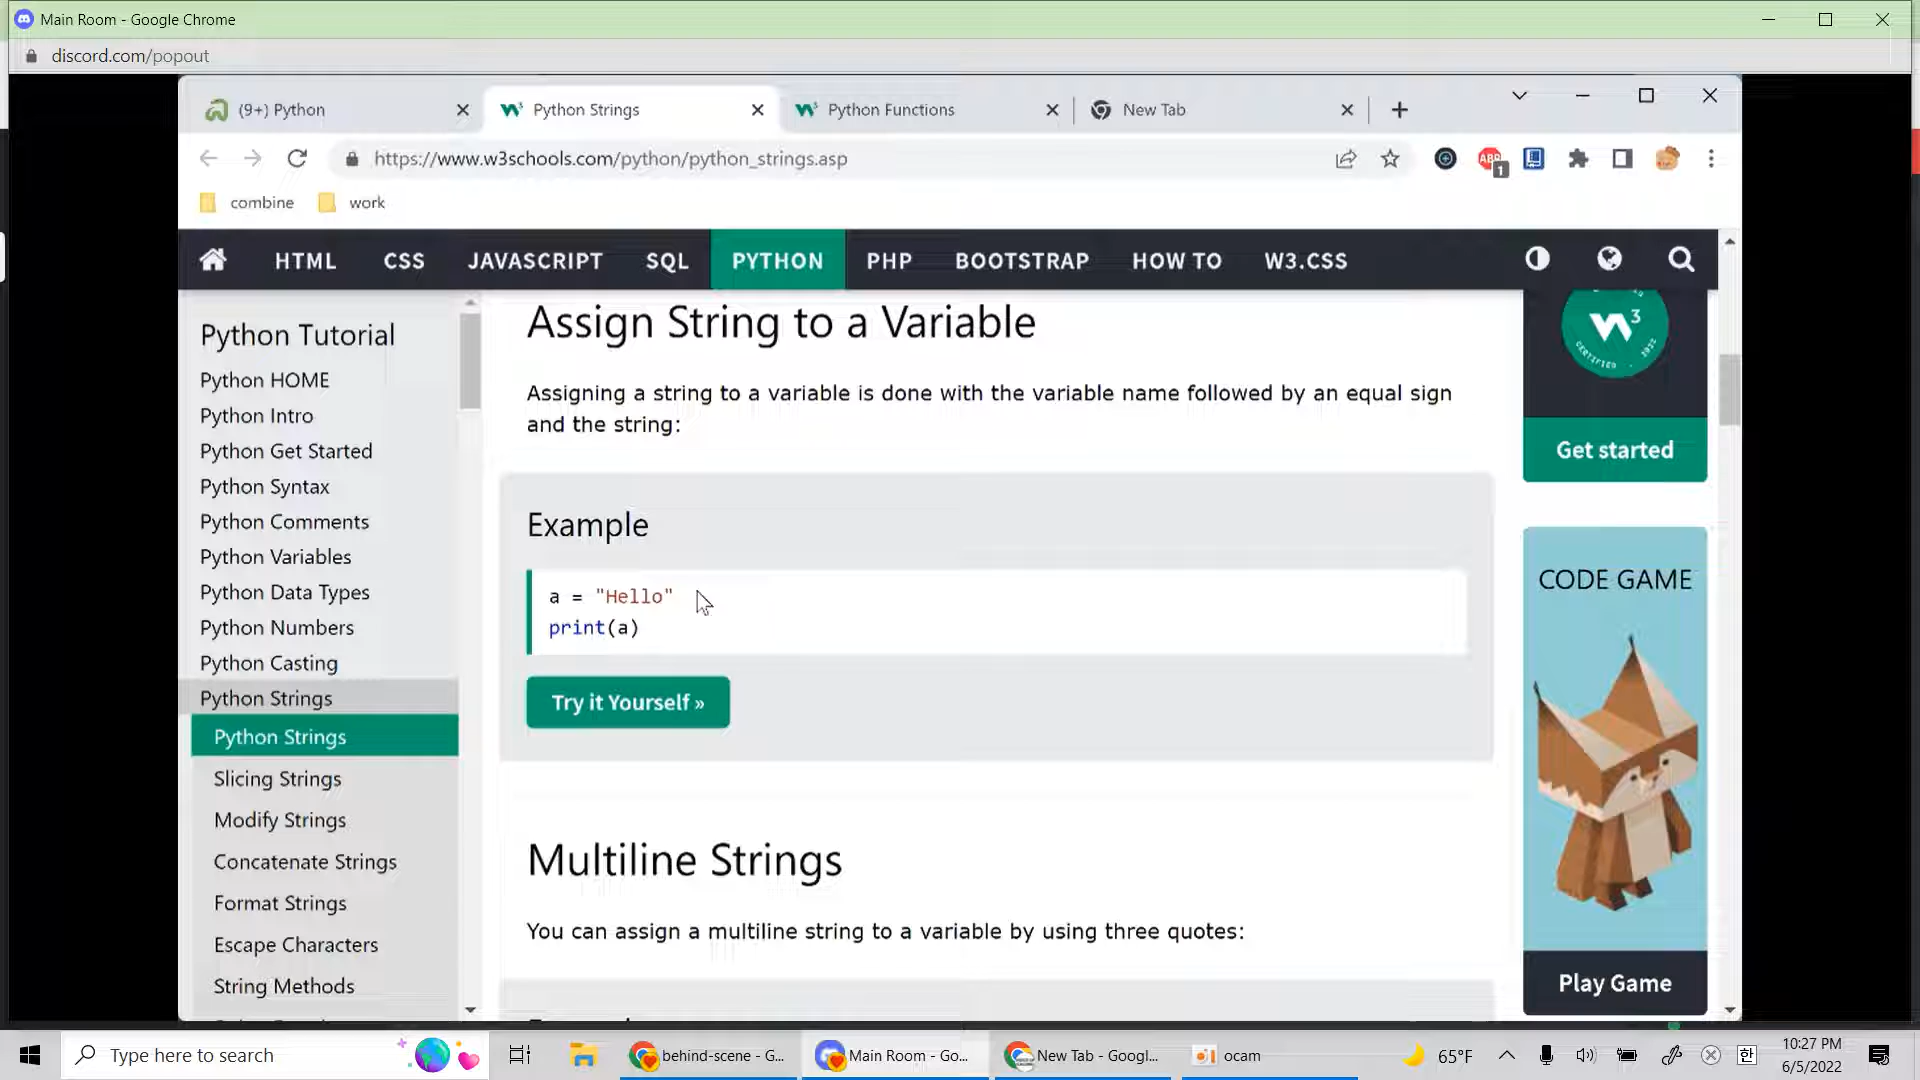 Main Room - Google Chrome
discord.com/popout
(9+) Python
Python Strings
Python Functions
New Tab
https://www.w3schools.com/python/python_strings.asp
ABP
1
combine
work
HTML
CSS
JAVASCRIPT
SQL
PYTHON
PHP
BOOTSTRAP
HOW TO
W3.CSS
Python Tutorial
Python HOME
Python Intro
Python Get Started
Python Syntax
Python Comments
Python Variables
Python Data Types
Python Numbers
Python Casting
Python Strings
Python Strings
Slicing Strings
Modify Strings
Concatenate Strings
Format Strings
Escape Characters
String Methods
Assign String to a Variable
Assigning a string to a variable is done with the variable name followed by an equal sign
and the string:
Example
a = "Hello"
print(a)
Try it Yourself »
Multiline Strings
You can assign a multiline string to a variable by using three quotes:
W3
CERTIFIED
2022
Get started
CODE GAME
Play Game
Type here to search
behind-scene - G...
Main Room - Go...
New Tab - Googl...
ocam
65°F
한
10:27 PM
6/5/2022